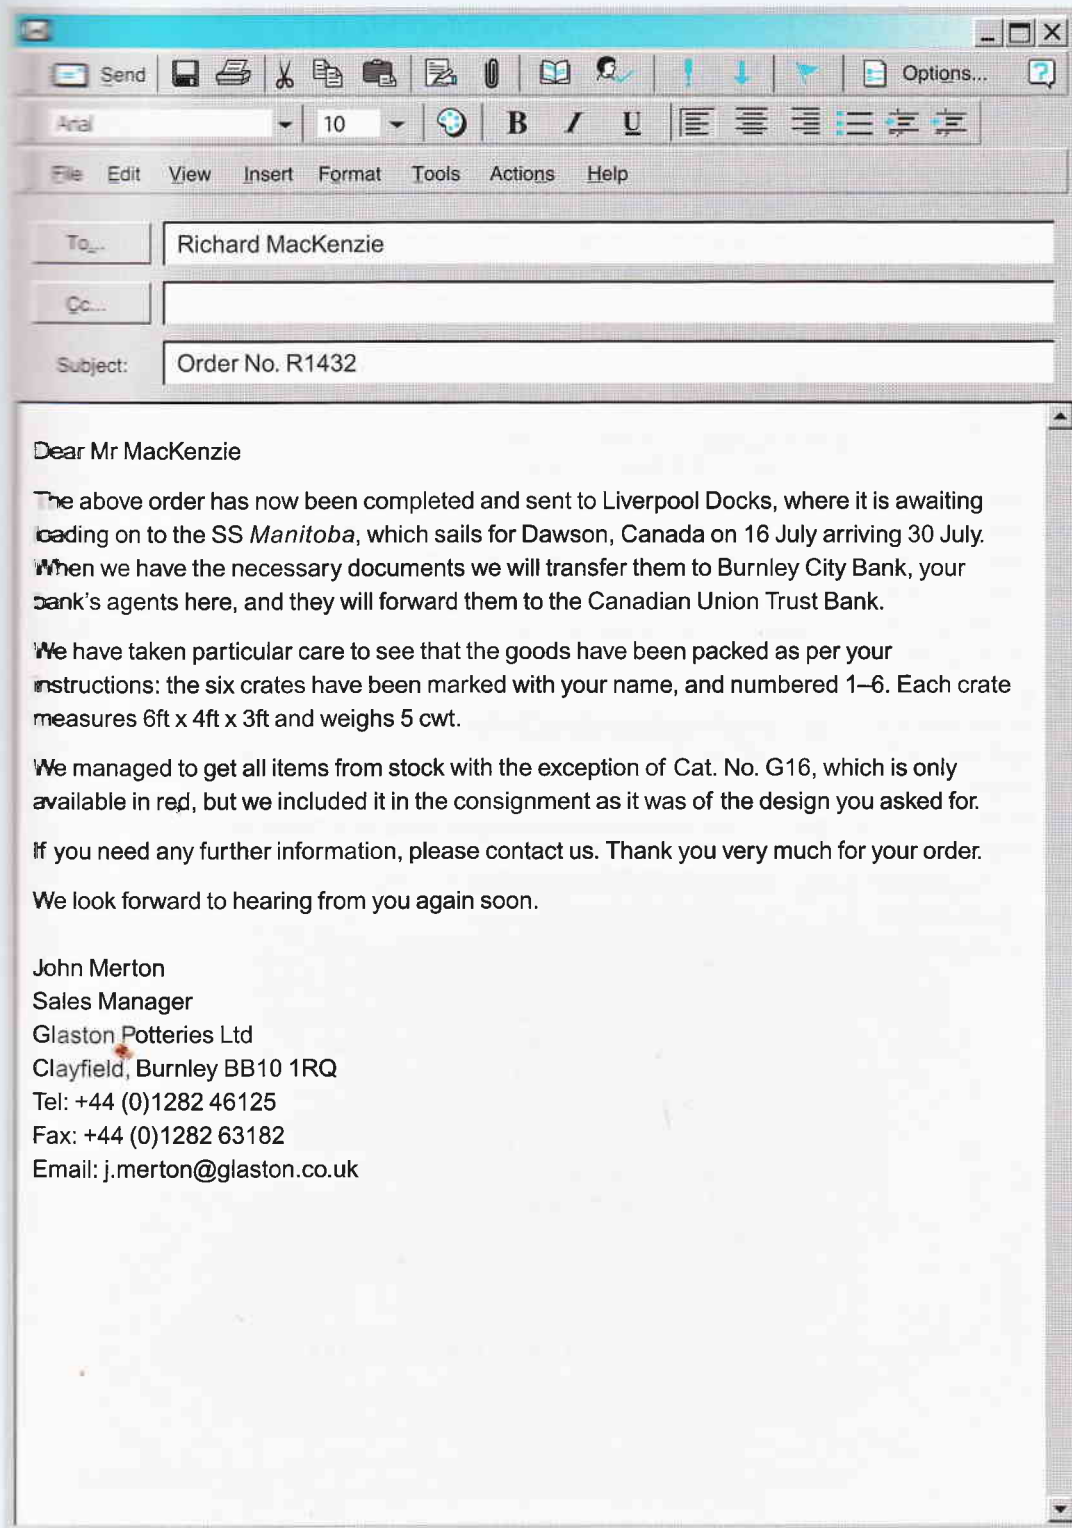 Send
Options...
Arial
10
B I U
File Edit View Insert Format Tools Actions Help
To...
Richard MacKenzie
Cc...
Subject:
Order No. R1432
Dear Mr MacKenzie
The above order has now been completed and sent to Liverpool Docks, where it is awaiting
loading on to the SS Manitoba, which sails for Dawson, Canada on 16 July arriving 30 July.
When we have the necessary documents we will transfer them to Burnley City Bank, your
bank's agents here, and they will forward them to the Canadian Union Trust Bank.
We have taken particular care to see that the goods have been packed as per your
instructions: the six crates have been marked with your name, and numbered 1–6. Each crate
measures 6ft x 4ft x 3ft and weighs 5 cwt.
We managed to get all items from stock with the exception of Cat. No. G16, which is only
available in red, but we included it in the consignment as it was of the design you asked for.
If you need any further information, please contact us. Thank you very much for your order.
We look forward to hearing from you again soon.
John Merton
Sales Manager
Glaston Potteries Ltd
Clayfield, Burnley BB10 1RQ
Tel: +44 (0)1282 46125
Fax: +44 (0)1282 63182
Email: j.merton@glaston.co.uk